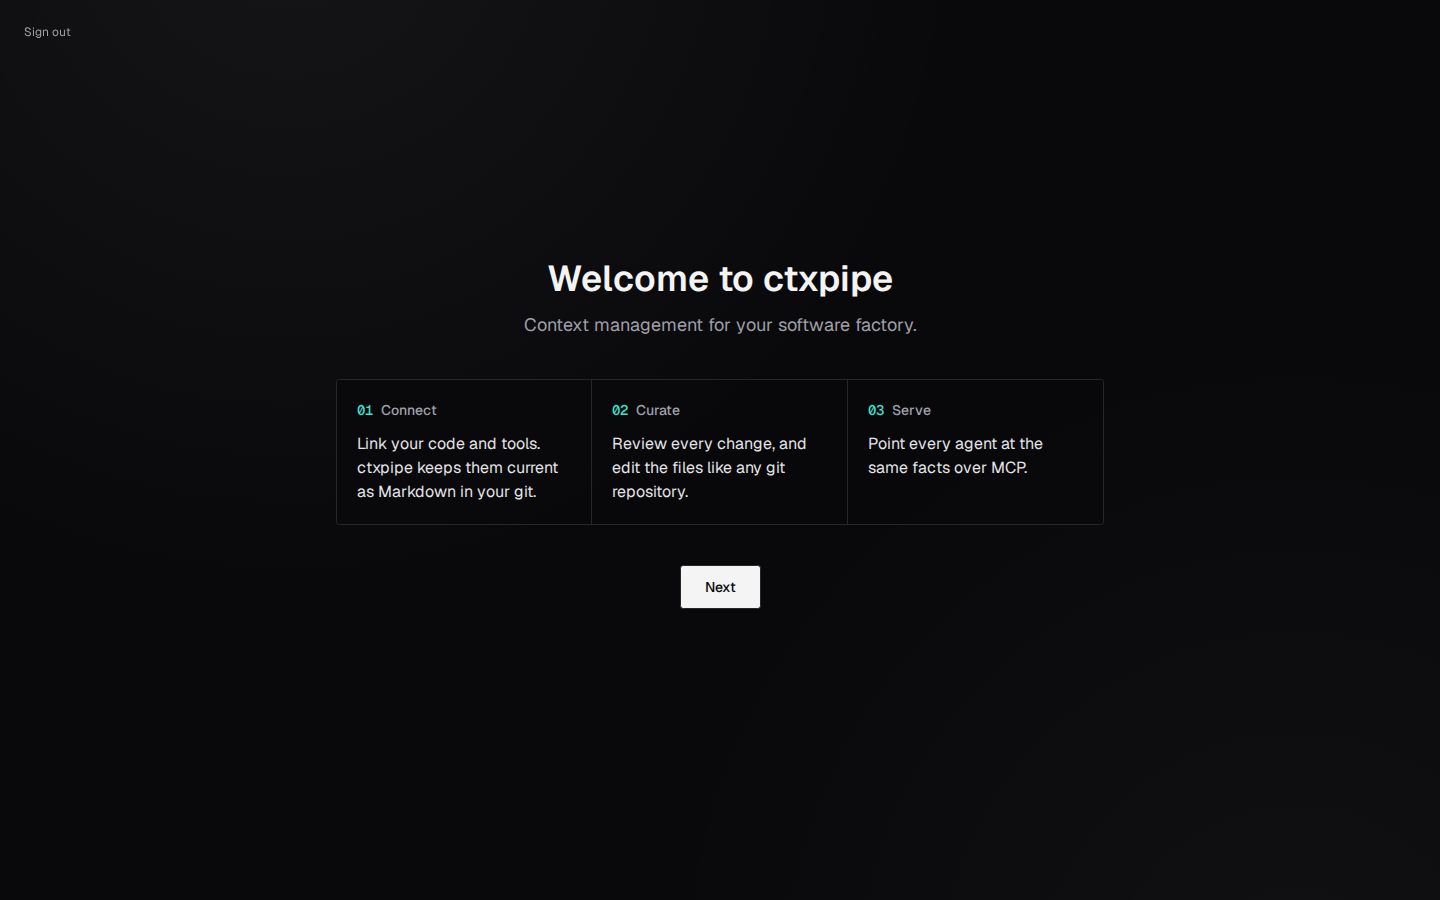 Sign out
Welcome to ctxpipe
Context management for your software factory.
01 Connect
Link your code and tools.
ctxpipe keeps them current
as Markdown in your git.
02 Curate
Review every change, and
edit the files like any git
repository.
03 Serve
Point every agent at the
same facts over MCP.
Next